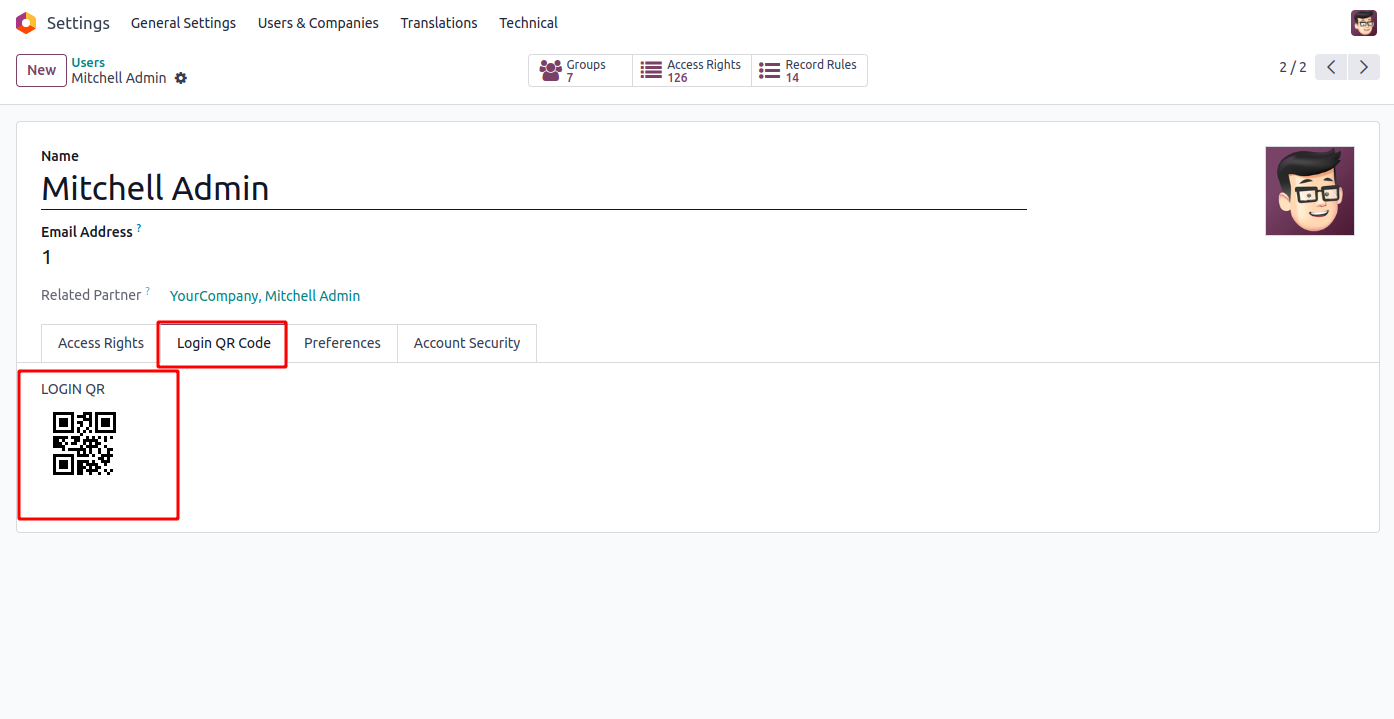 Settings General Settings Users & Companies Translations Technical
New Users Mitchell Admin
Groups 7 Access Rights 126 Record Rules 14
2 / 2
Name
Mitchell Admin
Email Address ?
1
Related Partner ? YourCompany, Mitchell Admin
Access Rights Login QR Code Preferences Account Security
LOGIN QR